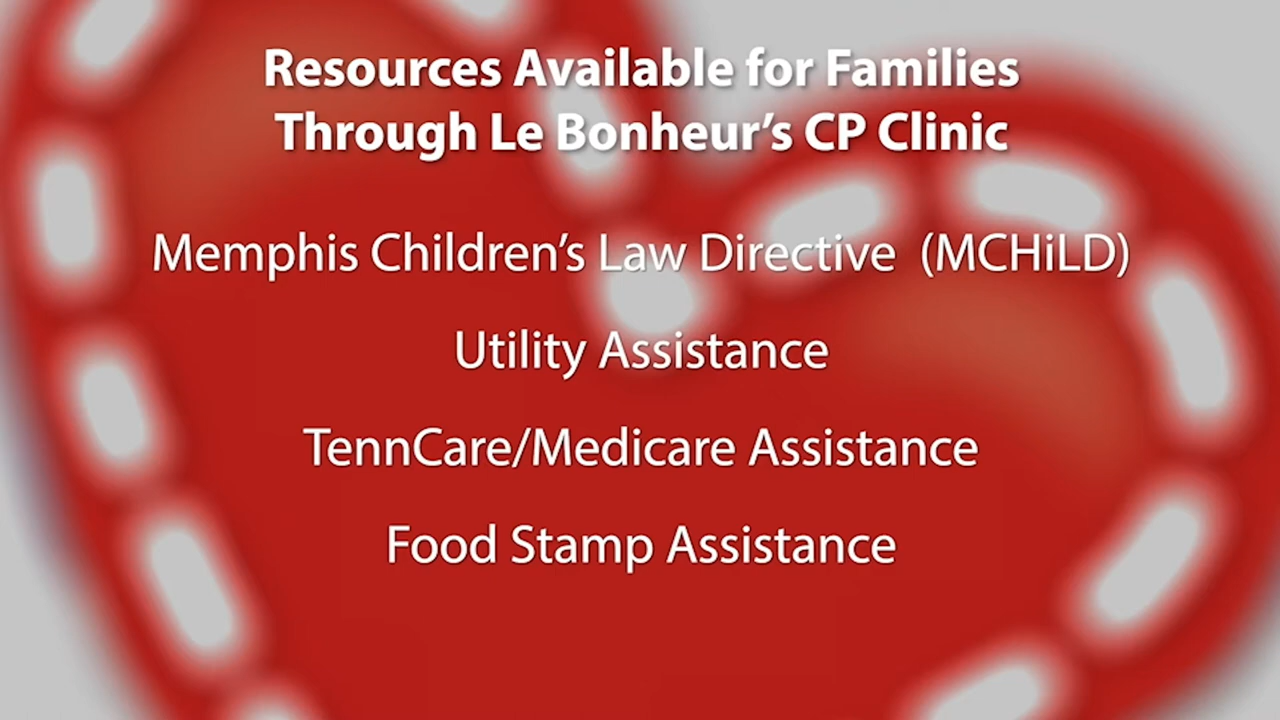 Resources Available for Families
Through Le Bonheur’s CP Clinic
Memphis Children’s Law Directive (MCHiLD)
Utility Assistance
TennCare/Medicare Assistance
Food Stamp Assistance